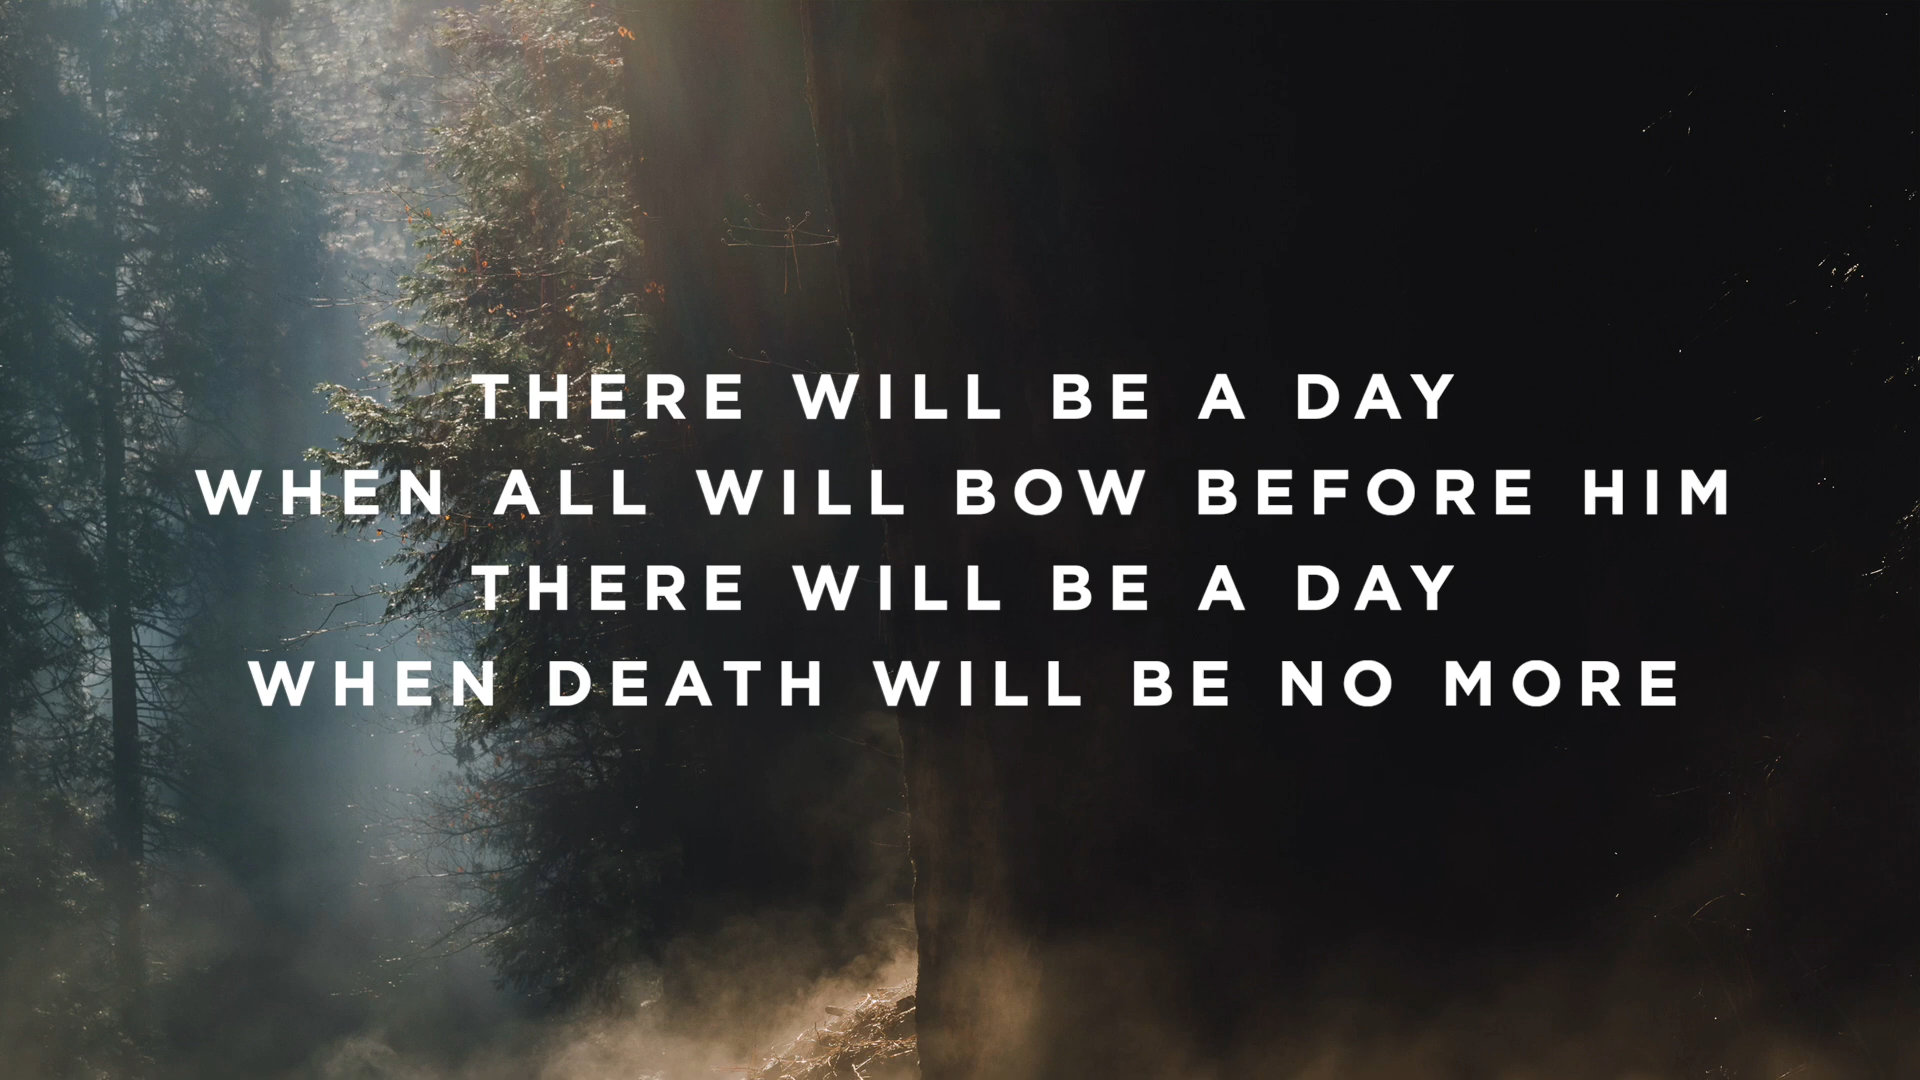 THERE WILL BE A DAY
WHEN ALL WILL BOW BEFORE HIM
THERE WILL BE A DAY
WHEN DEATH WILL BE NO MORE